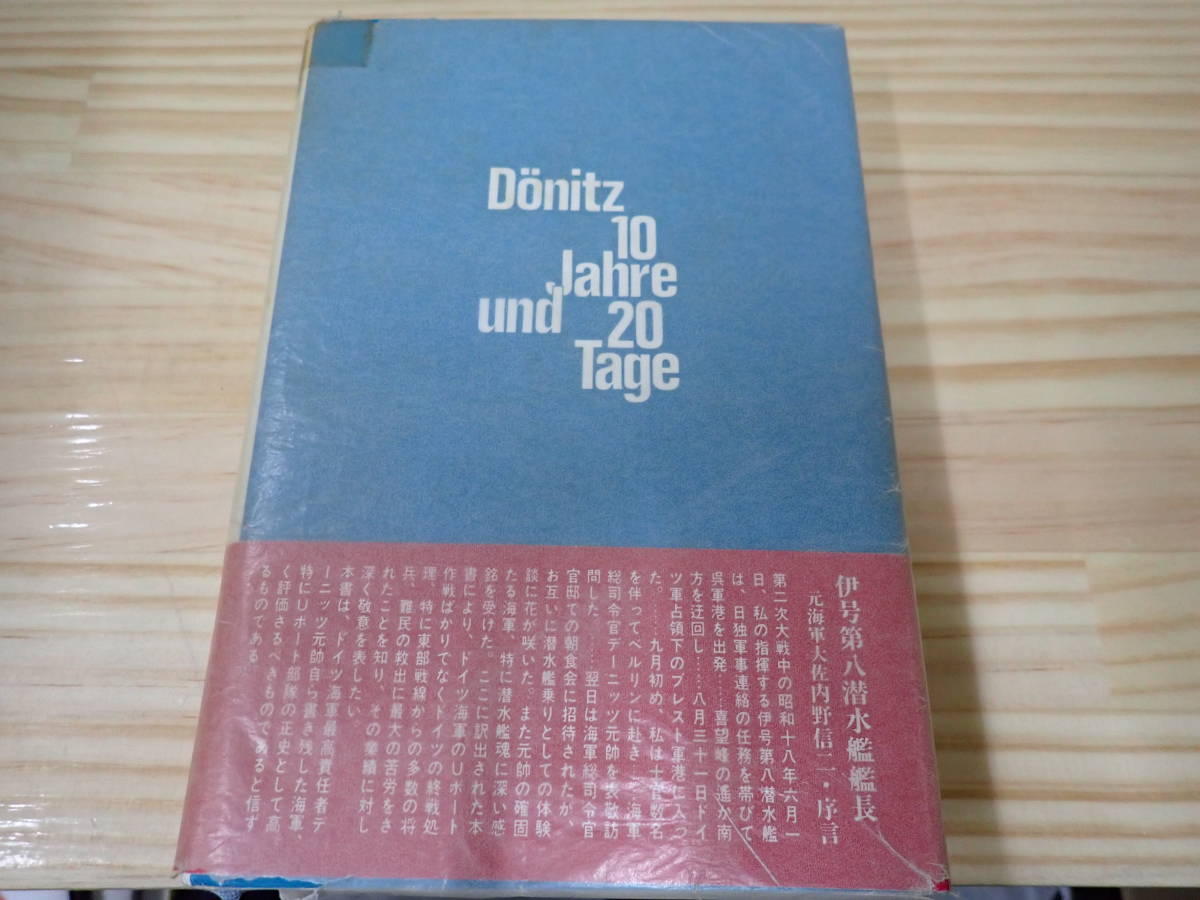 Dönitz
10
Jahre
und 20
Tage
伊号第八潜水艦艦長
元海軍大佐内野信二・序言
第二次大戦中の昭和十八年六月一
日、私の指揮する伊号第八潜水艦
は、日独軍事連絡の任務を帯びて
呉軍港を出発……喜望峰の遙か南
方を迂回し……八月三十一日ドイ
ツ軍占領下のブレスト軍港に入っ
た。……九月初め、私は十首数名
を伴ってベルリンに赴き……海軍
総司令官デーニッツ元帥を表敬訪
問した……翌日は海軍総司令官
官邸での朝食会に招待されたが
お互いに潜水艦乗りとしての体験
談に花が咲いた。また元帥の確固
たる海軍、特に潜水艦魂に深い感
銘を受けた。ここに訳出された本
書により、ドイツ海軍のUボート
作戦ばかりでなくドイツの終戦処
理、特に東部戦線からの多数の将
兵、難民の救出に最大の苦労をさ
れたことを知り、その業績に対し
深く敬意を表したい
本書は、ドイツ海軍最高責任者デ
ーニッツ元帥自ら書き残した海軍、
特にUボート部隊の正史として高
く評価さるべきものであると信ず
るものである